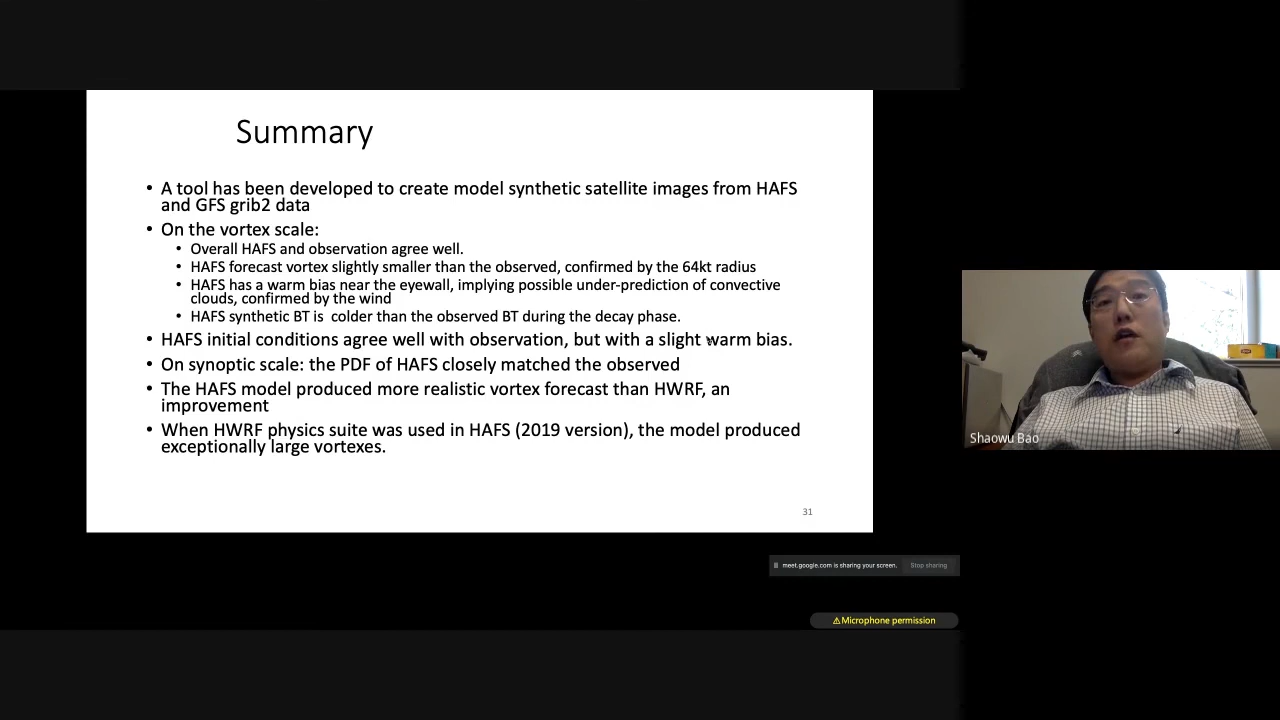 Summary
• A tool has been developed to create model synthetic satellite images from HAFS
and GFS grib2 data
• On the vortex scale:
• Overall HAFS and observation agree well.
• HAFS forecast vortex slightly smaller than the observed, confirmed by the 64kt radius
• HAFS has a warm bias near the eyewall, implying possible under-prediction of convective
clouds, confirmed by the wind
• HAFS synthetic BT is colder than the observed BT during the decay phase.
• HAFS initial conditions agree well with observation, but with a slight warm bias.
• On synoptic scale: the PDF of HAFS closely matched the observed
• The HAFS model produced more realistic vortex forecast than HWRF, an
improvement
• When HWRF physics suite was used in HAFS (2019 version), the model produced
exceptionally large vortexes.
31
Shaowu Bao
meet.google.com is sharing your screen. Stop sharing
⚠Microphone permission